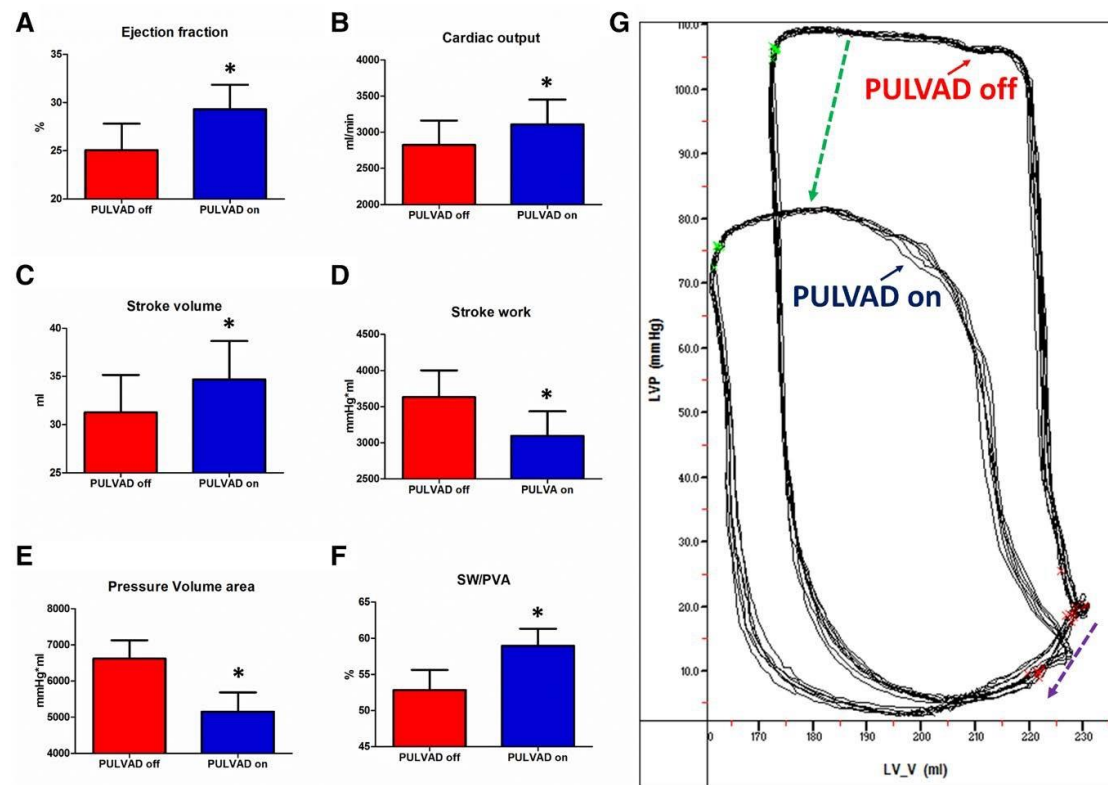 A
Ejection fraction
%
35
30
25
20
*
PULVAD off
PULVAD on
B
Cardiac output
ml/min
4000
3500
3000
2500
2000
*
PULVAD off
PULVAD on
C
Stroke volume
ml
40
35
30
25
*
PULVAD off
PULVAD on
D
Stroke work
mmHg*ml
4500
4000
3500
3000
2500
*
PULVAD off
PULVA on
E
Pressure Volume area
mmHg*ml
8000
7000
6000
5000
4000
*
PULVAD off
PULVAD on
F
SW/PVA
%
65
60
55
50
45
*
PULVAD off
PULVAD on
G
LVP (mmHg)
110.0
100.0
90.0
80.0
70.0
60.0
50.0
40.0
30.0
20.0
10.0
PULVAD off
PULVAD on
0 170 180 190 200 210 220 230
LV_V (ml)